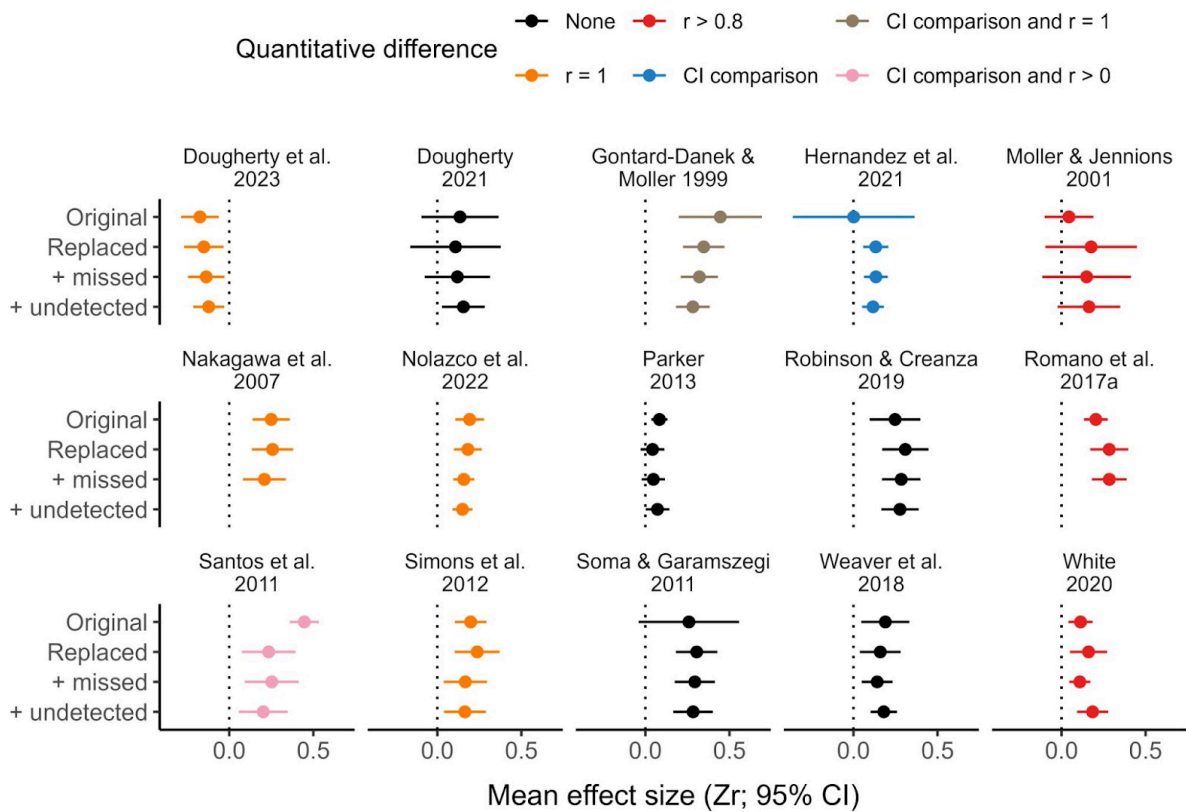 Quantitative difference
None
r > 0.8
CI comparison and r = 1
r = 1
CI comparison
CI comparison and r > 0
Dougherty et al.
2023
Dougherty
2021
Gontard-Danek &
Moller 1999
Hernandez et al.
2021
Moller & Jennions
2001
Original
Replaced
+ missed
+ undetected
Nakagawa et al.
2007
Nolazco et al.
2022
Parker
2013
Robinson & Creanza
2019
Romano et al.
2017a
Original
Replaced
+ missed
+ undetected
Santos et al.
2011
Simons et al.
2012
Soma & Garamszegi
2011
Weaver et al.
2018
White
2020
Original
Replaced
+ missed
+ undetected
0.0 0.5 0.0 0.5 0.0 0.5 0.0 0.5 0.0 0.5
Mean effect size (Zr; 95% CI)